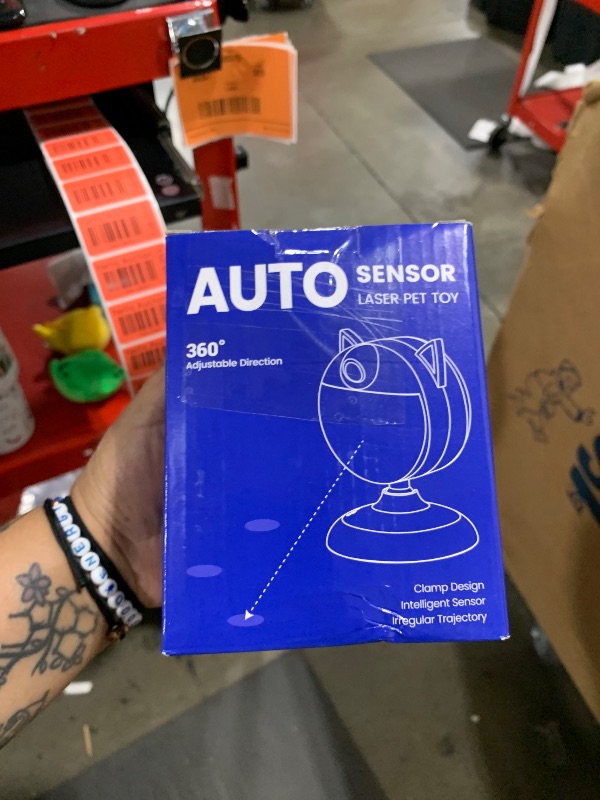 AUTO SENSOR
LASER PET TOY
360°
Adjustable Direction
Clamp Design
Intelligent Sensor
Irregular Trajectory